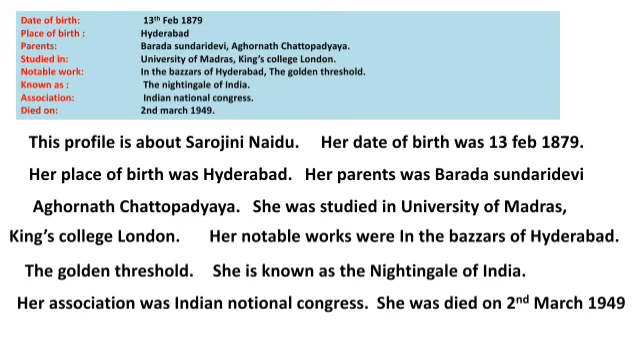 Date of birth: 13th Feb 1879
Place of birth : Hyderabad
Parents: Barada sundaridevi, Aghornath Chattopadyaya.
Studied in: University of Madras, King's college London.
Notable work: In the bazzars of Hyderabad, The golden threshold.
Known as : The nightingale of India.
Association: Indian national congress.
Died on: 2nd march 1949.
This profile is about Sarojini Naidu. Her date of birth was 13 feb 1879.
Her place of birth was Hyderabad. Her parents was Barada sundaridevi
Aghornath Chattopadyaya. She was studied in University of Madras,
King's college London. Her notable works were In the bazzars of Hyderabad.
The golden threshold. She is known as the Nightingale of India.
Her association was Indian notional congress. She was died on 2nd March 1949